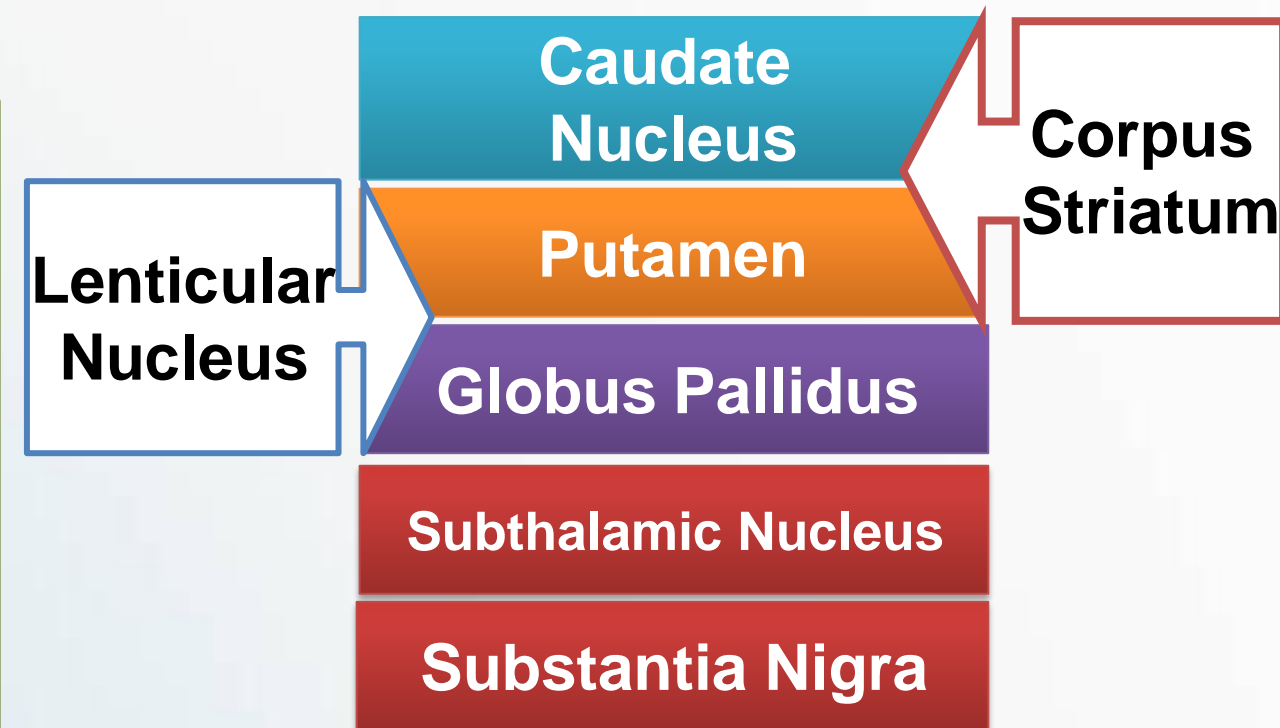 Caudate
Nucleus
Corpus
Striatum
Putamen
Lenticular
Nucleus
Globus Pallidus
Subthalamic Nucleus
Substantia Nigra